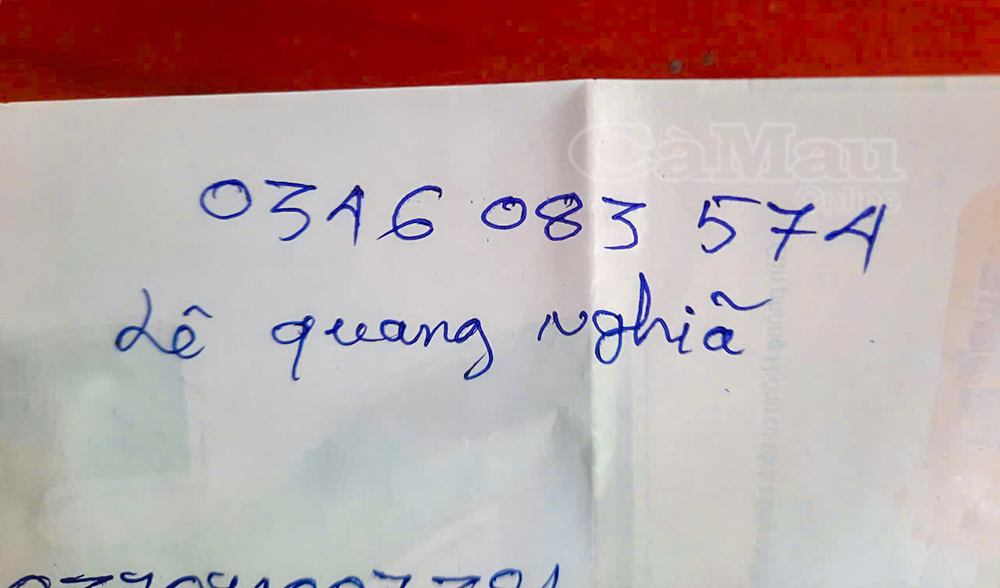 CàMau
Online
0346 083 574
Lê quang nghiã